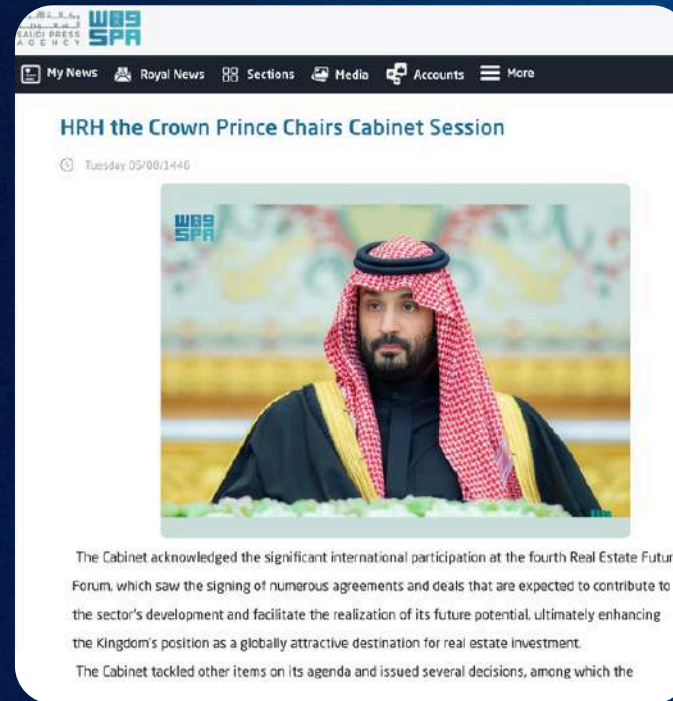 SAUDI PRESS
AGENCY
SPA
My News Royal News Sections Media Accounts More
HRH the Crown Prince Chairs Cabinet Session
Tuesday 05/08/1446
SPA
The Cabinet acknowledged the significant international participation at the fourth Real Estate Futur
Forum, which saw the signing of numerous agreements and deals that are expected to contribute to
the sector's development and facilitate the realization of its future potential, ultimately enhancing
the Kingdom's position as a globally attractive destination for real estate investment.
The Cabinet tackled other items on its agenda and issued several decisions, among which the